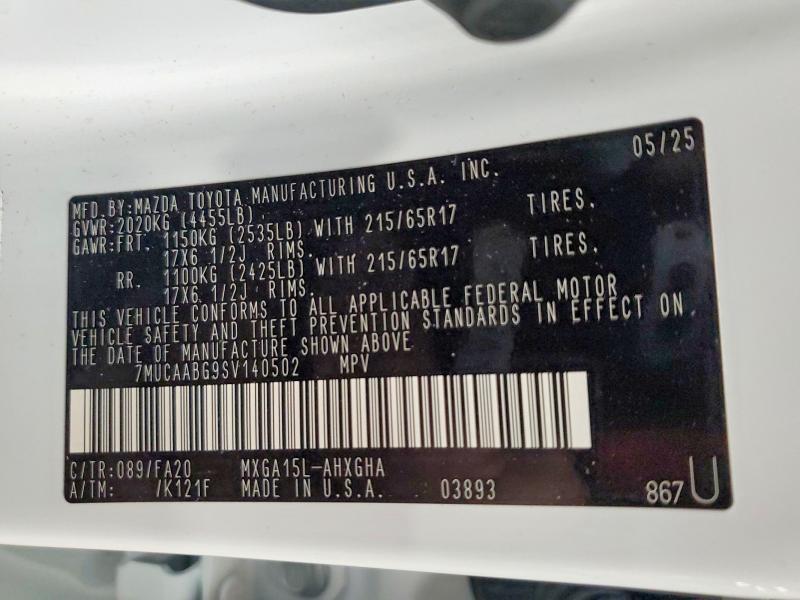 05/25
MFD.BY:MAZDA TOYOTA MANUFACTURING U.S.A. INC.
GVWR:2020KG (4455LB)
GAWR:FRT. 1150KG (2535LB) WITH 215/65R17 TIRES.
17X6 1/2J RIMS.
RR. 1100KG (2425LB) WITH 215/65R17 TIRES.
17X6 1/2J RIMS.
THIS VEHICLE CONFORMS TO ALL APPLICABLE FEDERAL MOTOR
VEHICLE SAFETY AND THEFT PREVENTION STANDARDS IN EFFECT ON
THE DATE OF MANUFACTURE SHOWN ABOVE.
7MUCAABG9SV140502 MPV
C/TR:089/FA20 MXGA15L-AHXGHA
A/TM: /K121F MADE IN U.S.A. 03893 867 U